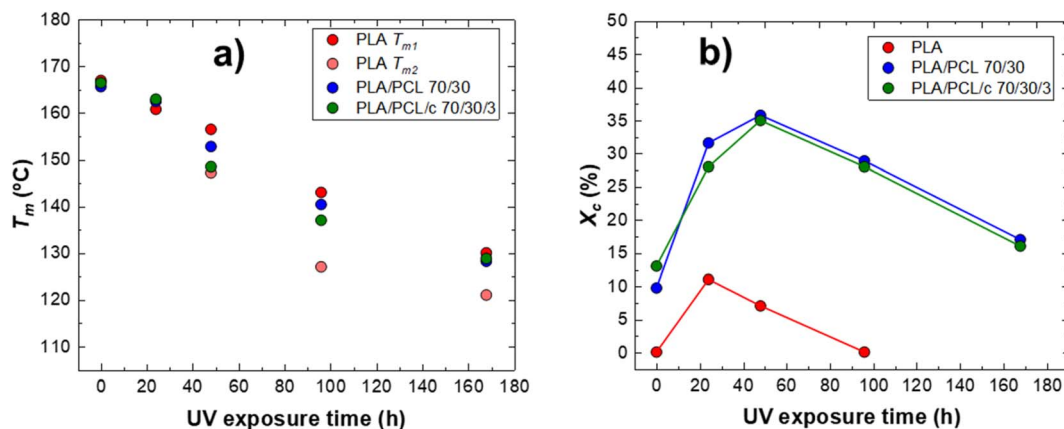 a)
PLA Tm1
PLA Tm2
PLA/PCL 70/30
PLA/PCL/c 70/30/3
170
160
150
140
130
120
110
Tm (ºC)
0 20 40 60 80 100 120 140 160 180
UV exposure time (h)
b)
PLA
PLA/PCL 70/30
PLA/PCL/c 70/30/3
50
45
40
35
30
25
20
15
10
5
0
Xc (%)
0 20 40 60 80 100 120 140 160 180
UV exposure time (h)